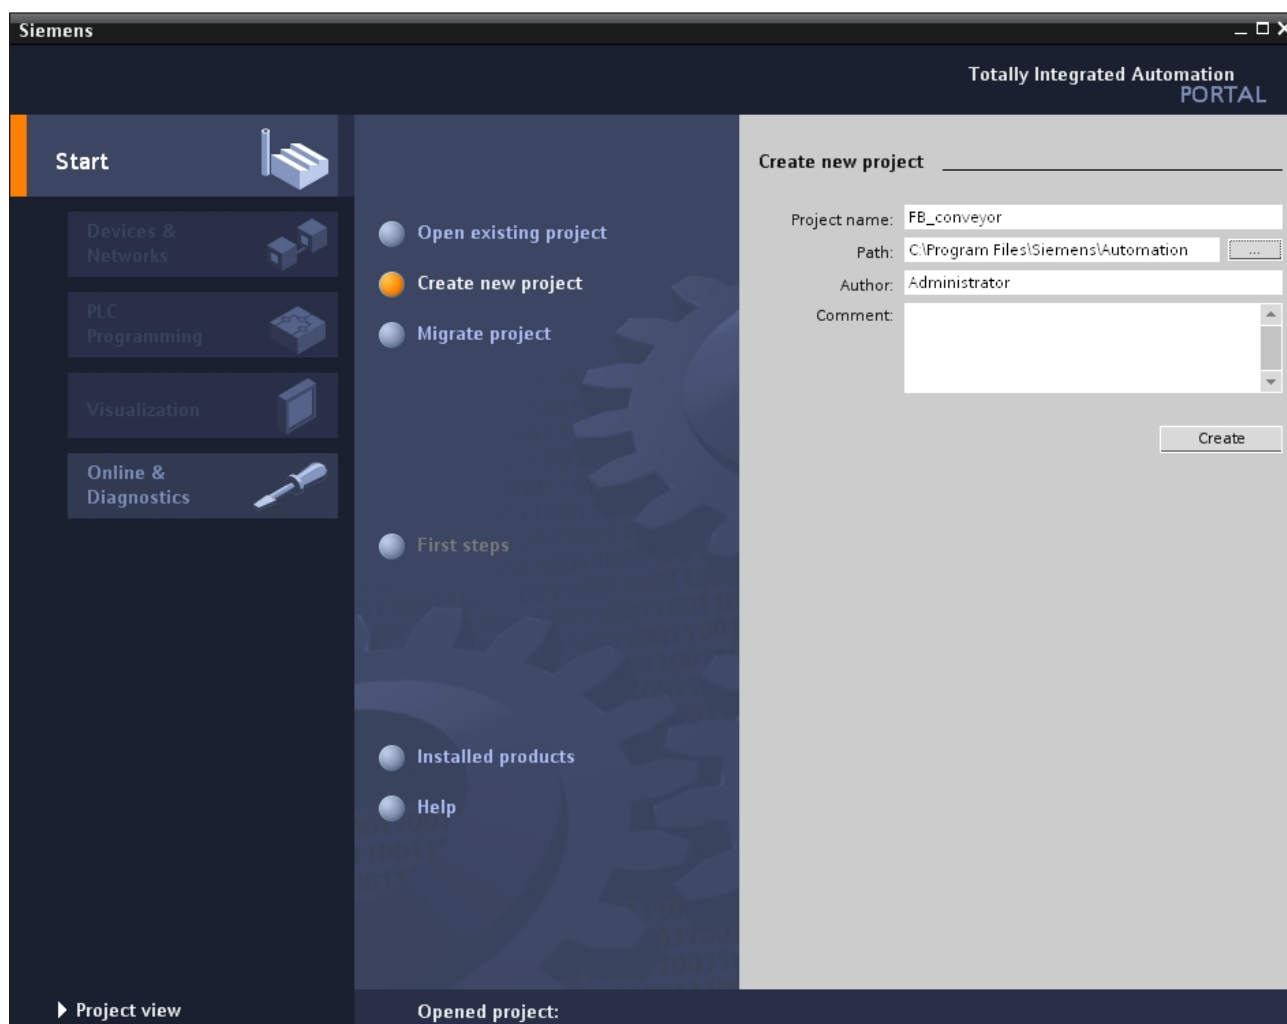 Siemens
Totally Integrated Automation
PORTAL
Start
Devices &
Networks
PLC
Programming
Visualization
Online &
Diagnostics
Open existing project
Create new project
Migrate project
First steps
Installed products
Help
Create new project
Project name: FB_conveyor
Path: C:\Program Files\Siemens\Automation ...
Author: Administrator
Comment:
Create
Project view
Opened project: